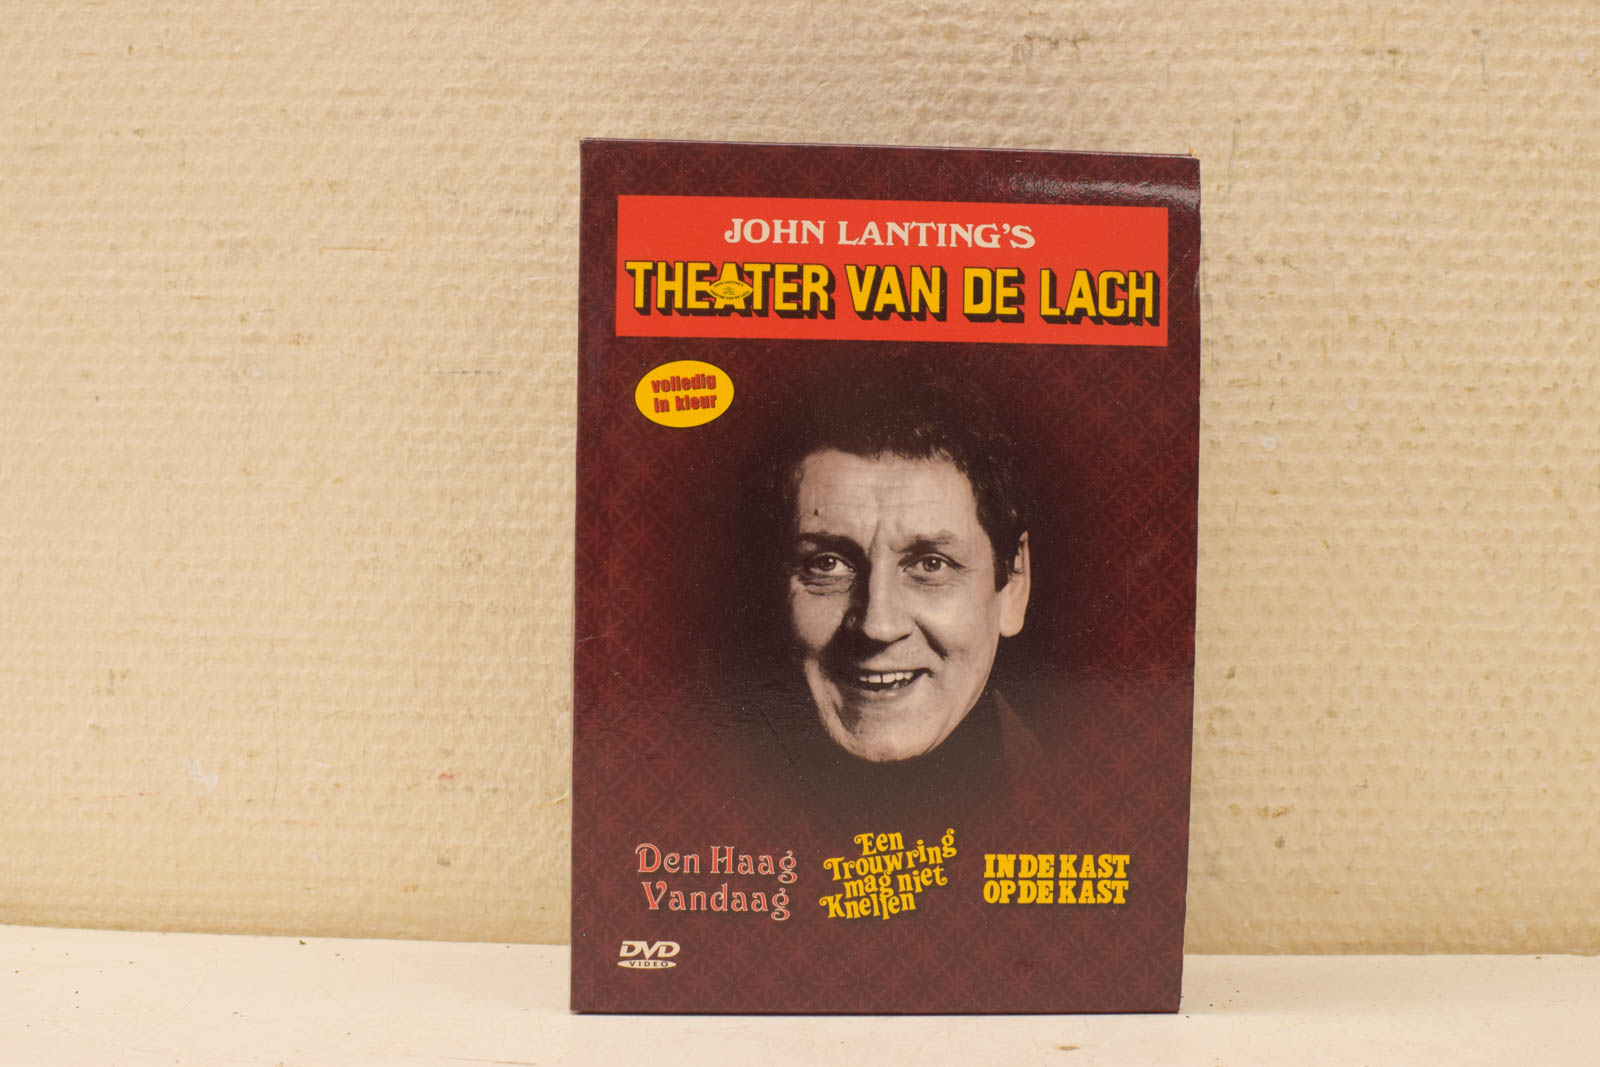 JOHN LANTING'S
THEATER VAN DE LACH
volledig
in kleur
Den Haag
Vandaag
Een
Trouwring
mag niet
Knellen
IN DE KAST
OP DE KAST
DVD
VIDEO